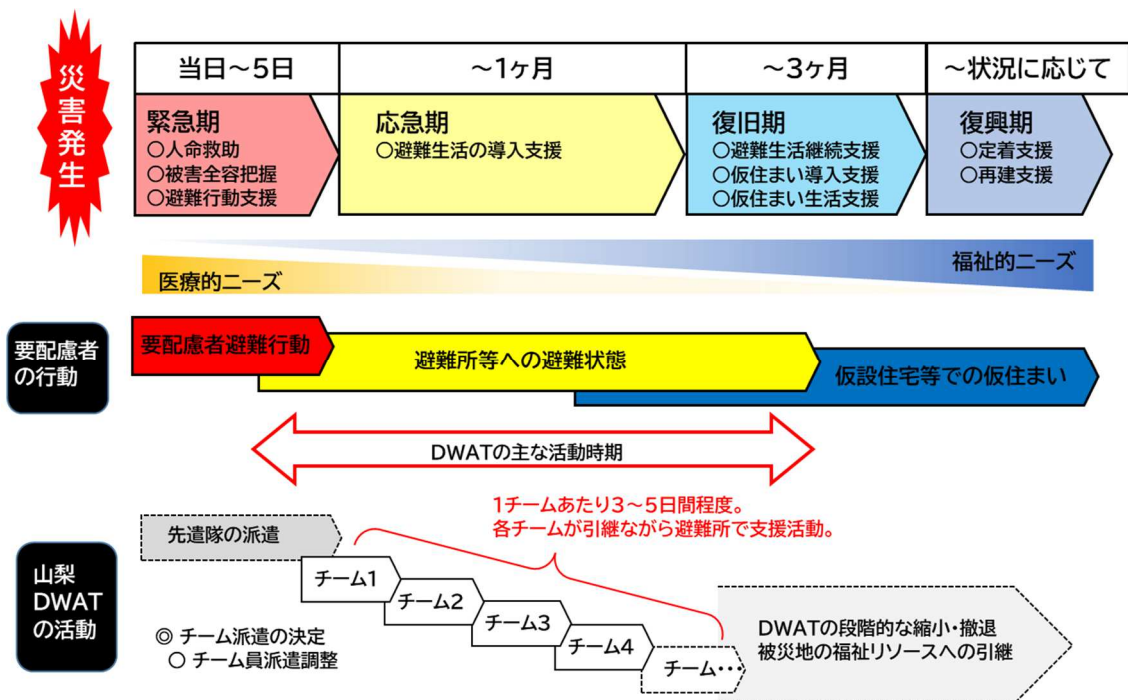 災害発生
当日～5日
～1ヶ月
～3ヶ月
～状況に応じて
緊急期
○人命救助
○被害全容把握
○避難行動支援
応急期
○避難生活の導入支援
復旧期
○避難生活継続支援
○仮住まい導入支援
○仮住まい生活支援
復興期
○定着支援
○再建支援
医療的ニーズ
福祉的ニーズ
要配慮者
の行動
要配慮者避難行動
避難所等への避難状態
仮設住宅等での仮住まい
DWATの主な活動時期
1チームあたり3～5日間程度。
各チームが引継ながら避難所で支援活動。
山梨
DWAT
の活動
先遣隊の派遣
チーム1
チーム2
チーム3
チーム4
チーム･･･
◎ チーム派遣の決定
○ チーム員派遣調整
DWATの段階的な縮小・撤退
被災地の福祉リソースへの引継